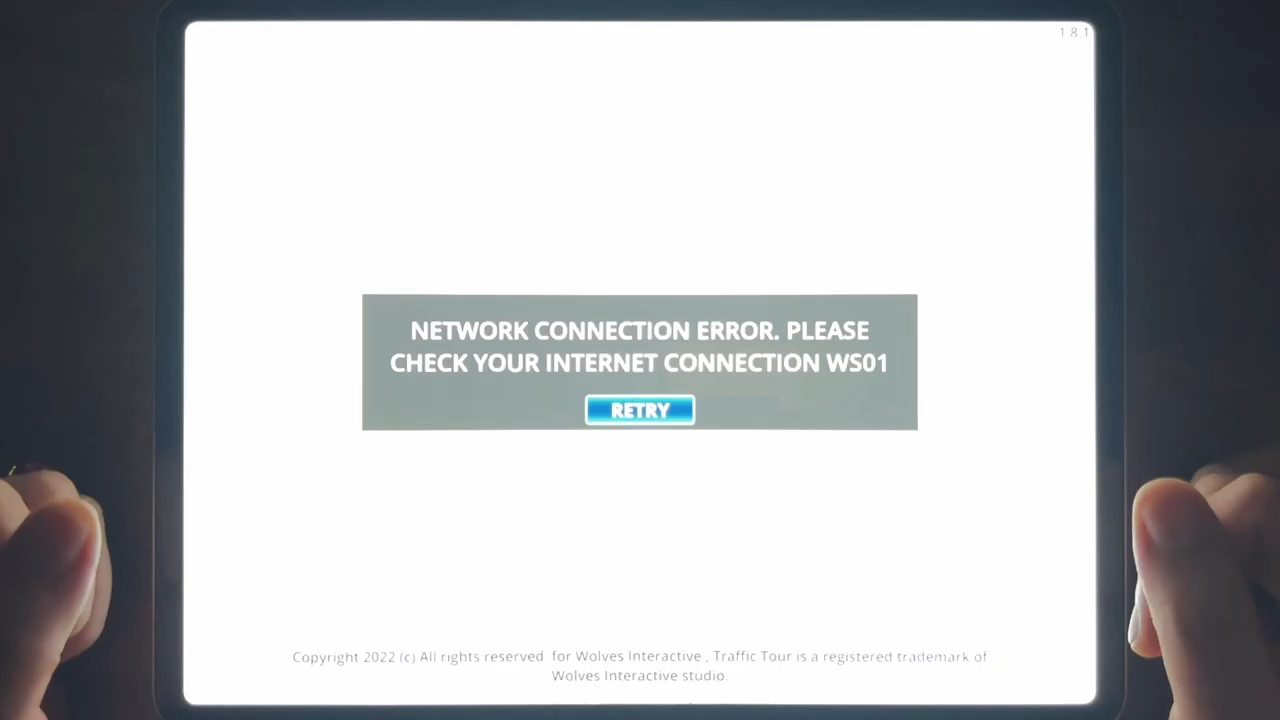 1.8.1
NETWORK CONNECTION ERROR. PLEASE
CHECK YOUR INTERNET CONNECTION WS01
RETRY
Copyright 2022 (c) All rights reserved for Wolves Interactive , Traffic Tour is a registered trademark of
Wolves Interactive studio.